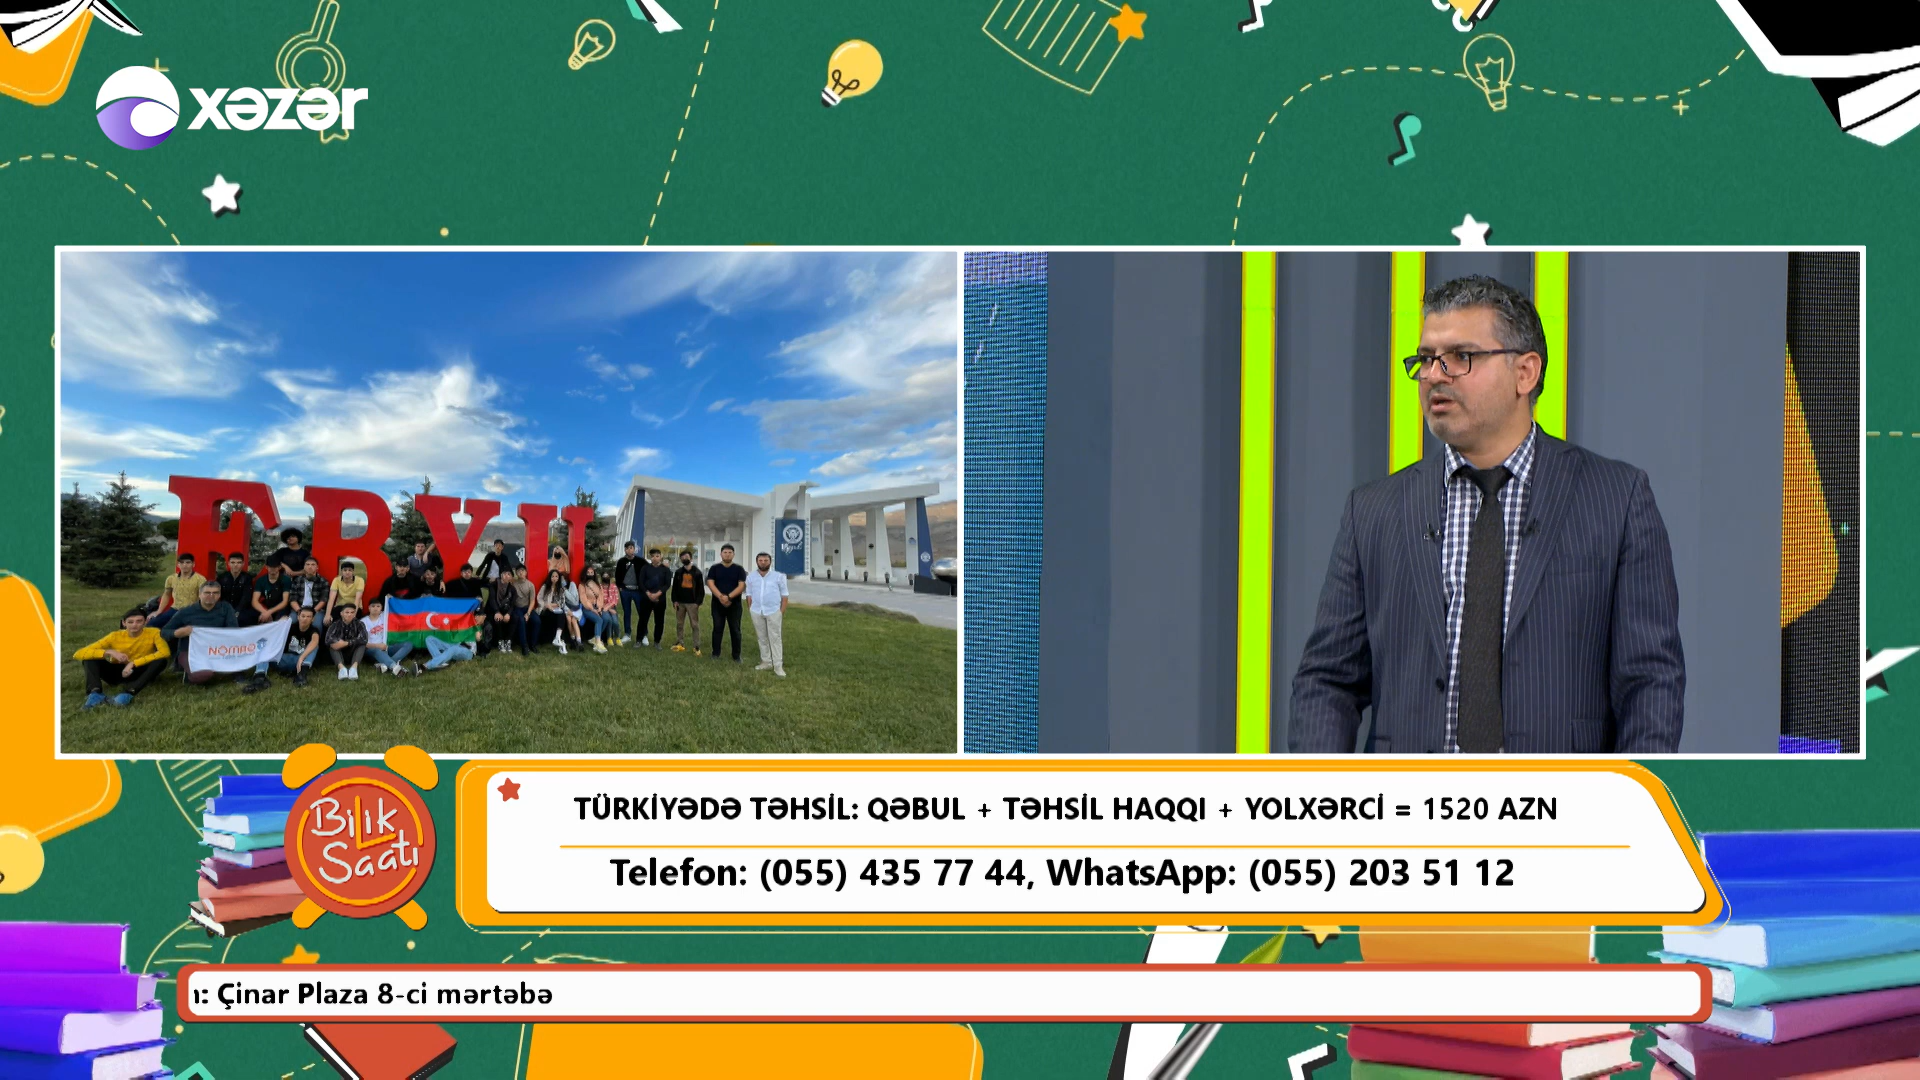 xəzər
EBYU
NOMRO
BiLiK
Saatı
TÜRKİYƏDƏ TƏHSİL: QƏBUL + TƏHSİL HAQQI + YOLXƏRCİ = 1520 AZN
Telefon: (055) 435 77 44, WhatsApp: (055) 203 51 12
: Çinar Plaza 8-ci mərtəbə